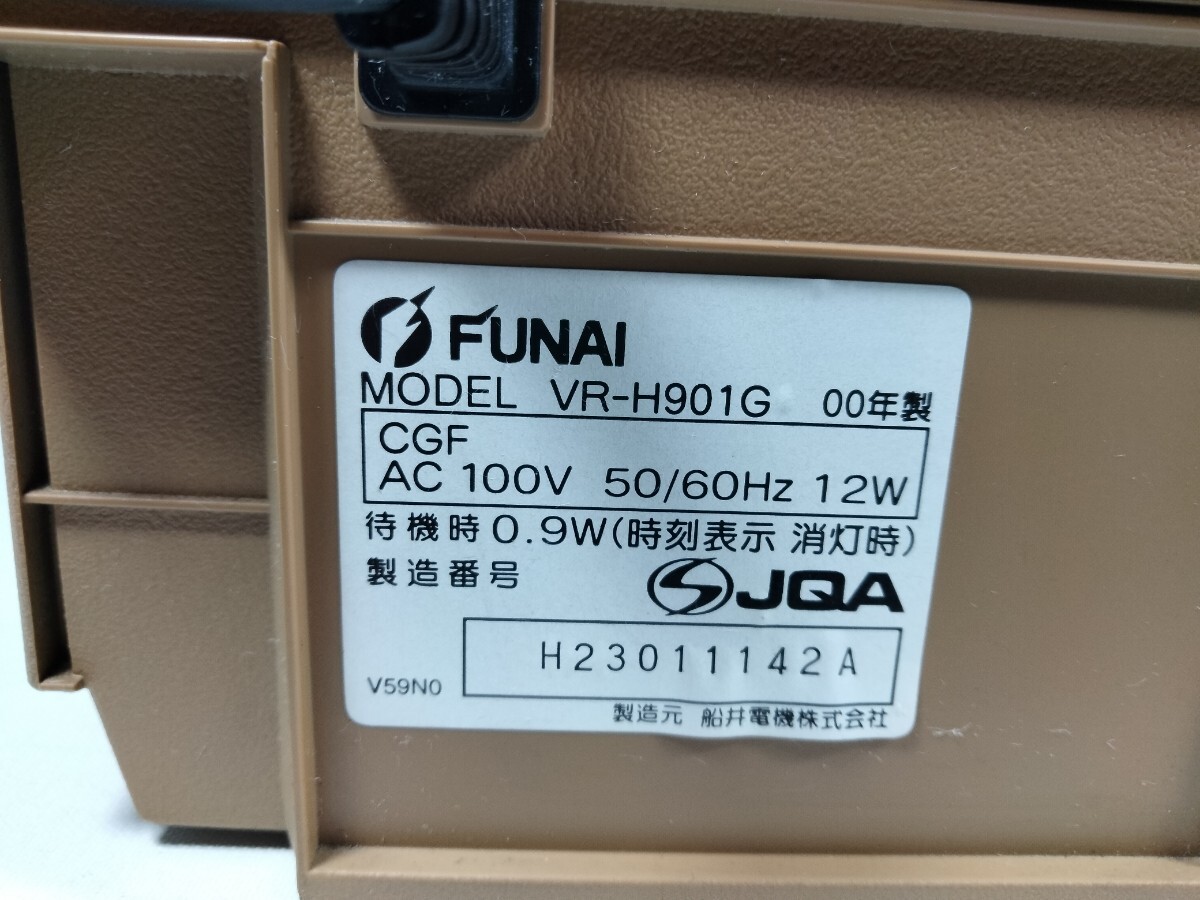 FUNAI
MODEL VR-H901G 00年製
CGF
AC 100V 50/60Hz 12W
待機時0.9W(時刻表示 消灯時)
製造番号 JQA
H23011142A
V59N0
製造元 船井電機株式会社